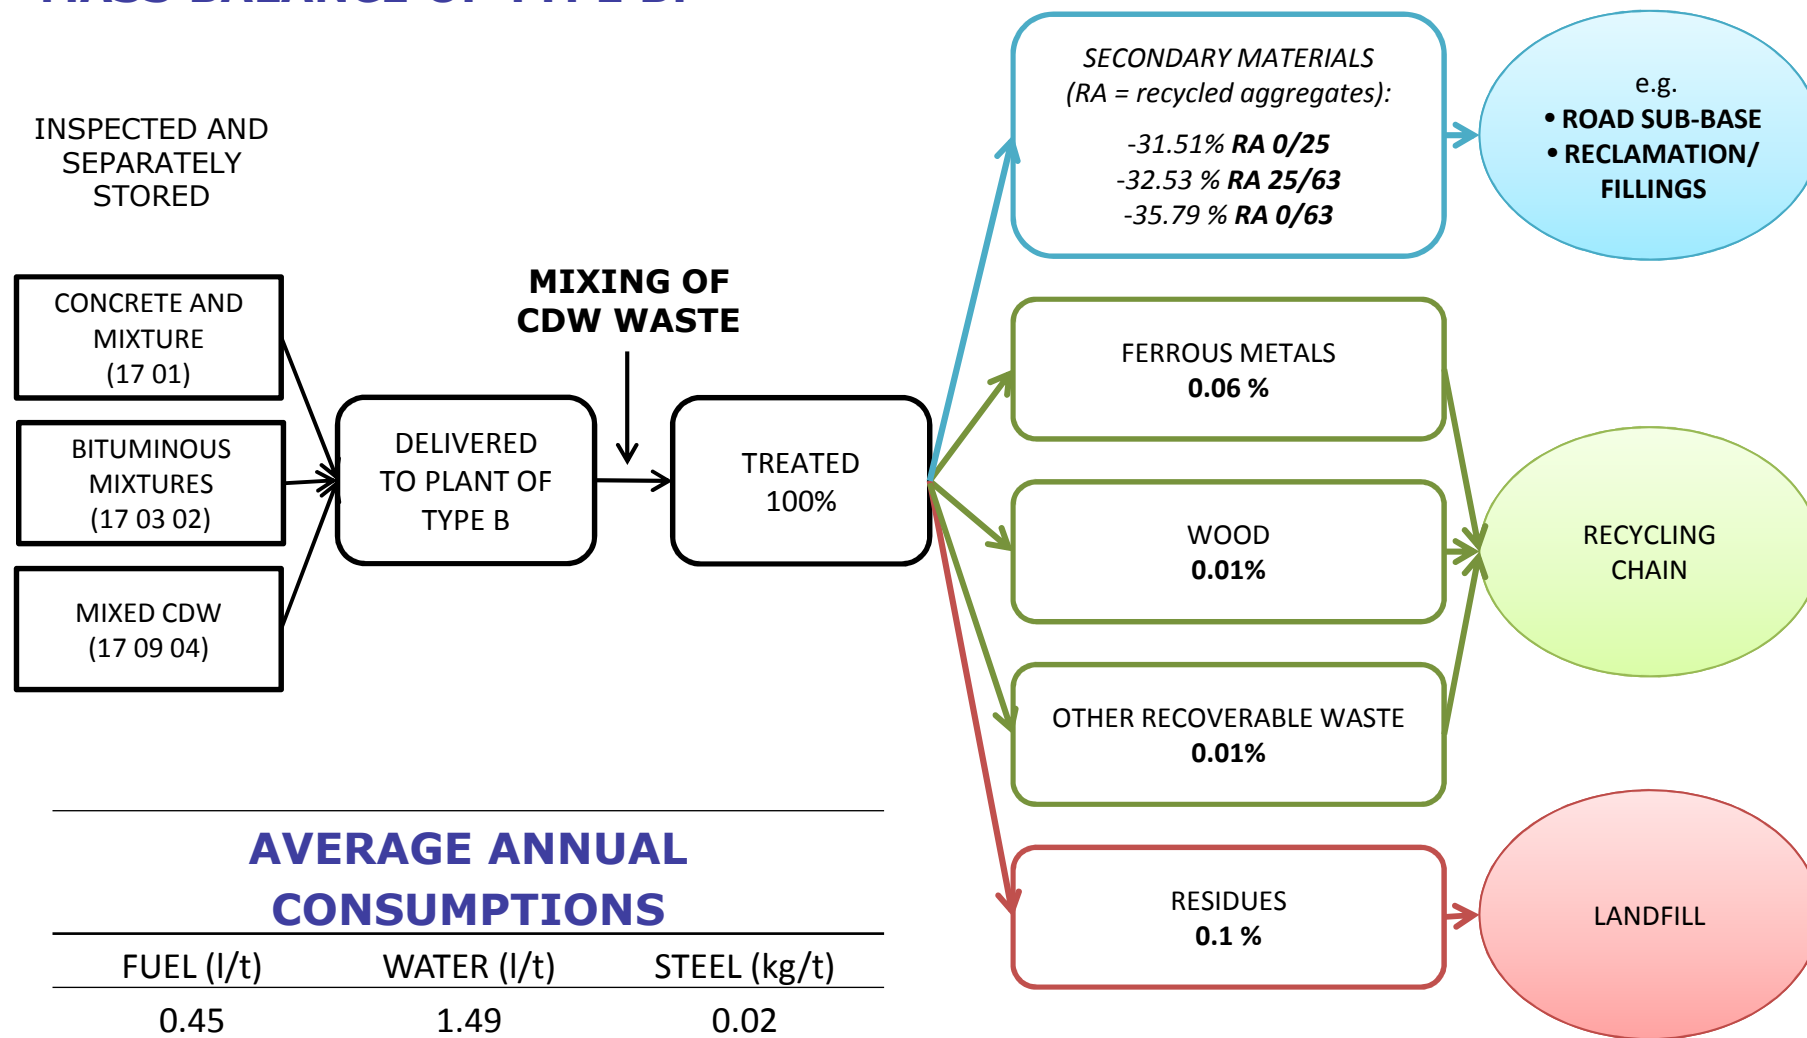 MASS BALANCE OF TYPE B:
INSPECTED AND
SEPARATELY
STORED
CONCRETE AND
MIXTURE
(17 01)
BITUMINOUS
MIXTURES
(17 03 02)
MIXED CDW
(17 09 04)
DELIVERED
TO PLANT OF
TYPE B
MIXING OF
CDW WASTE
TREATED
100%
SECONDARY MATERIALS
(RA = recycled aggregates):
-31.51% RA 0/25
-32.53 % RA 25/63
-35.79 % RA 0/63
e.g.
• ROAD SUB-BASE
• RECLAMATION/
FILLINGS
FERROUS METALS
0.06 %
WOOD
0.01%
OTHER RECOVERABLE WASTE
0.01%
RECYCLING
CHAIN
RESIDUES
0.1 %
LANDFILL
AVERAGE ANNUAL
CONSUMPTIONS
FUEL (l/t) WATER (l/t) STEEL (kg/t)
0.45 1.49 0.02